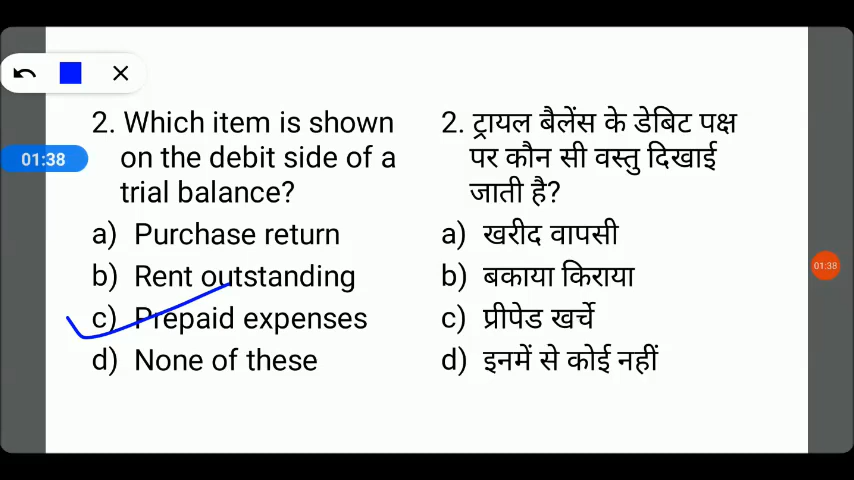 2. Which item is shown
on the debit side of a
trial balance?
a) Purchase return
b) Rent outstanding
c) Prepaid expenses
d) None of these
2. ट्रायल बैलेंस के डेबिट पक्ष
पर कौन सी वस्तु दिखाई
जाती है?
a) खरीद वापसी
b) बकाया किराया
c) प्रीपेड खर्चे
d) इनमें से कोई नहीं
01:38
01:38